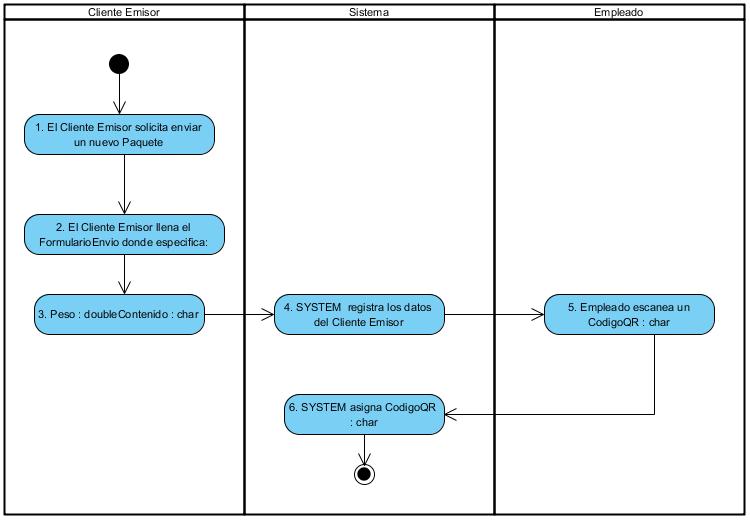 Cliente Emisor
Sistema
Empleado
1. El Cliente Emisor solicita enviar
un nuevo Paquete
2. El Cliente Emisor llena el
FormularioEnvio donde especifica:
3. Peso : doubleContenido : char
4. SYSTEM registra los datos
del Cliente Emisor
5. Empleado escanea un
CodigoQR : char
6. SYSTEM asigna CodigoQR
: char